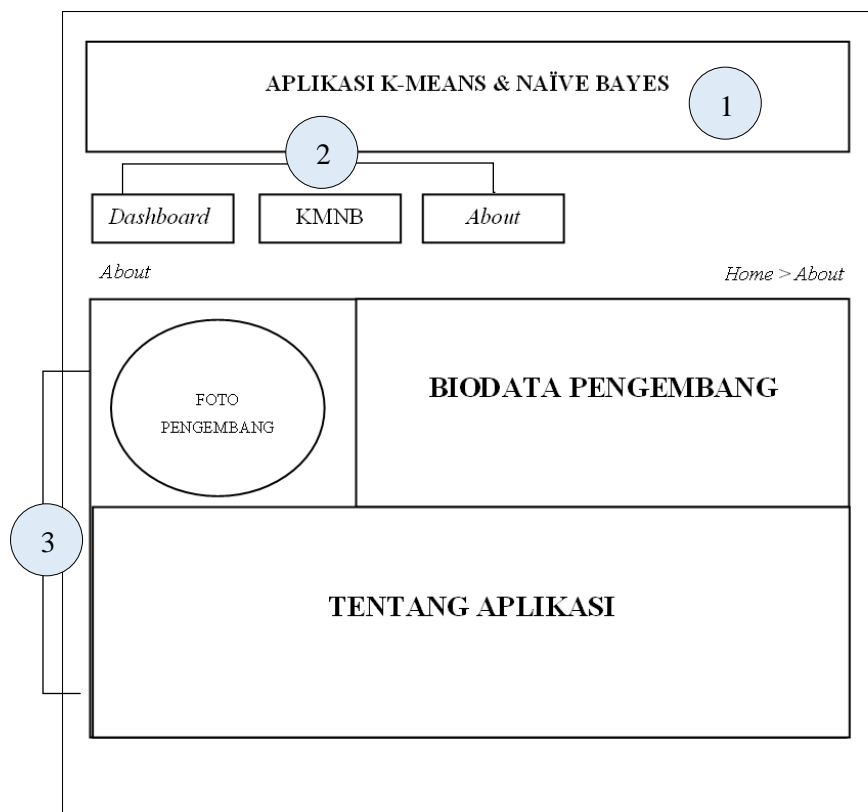 APLIKASI K-MEANS & NAÏVE BAYES
1
2
Dashboard
KMNB
About
About
Home > About
FOTO
PENGEMBANG
BIODATA PENGEMBANG
3
TENTANG APLIKASI